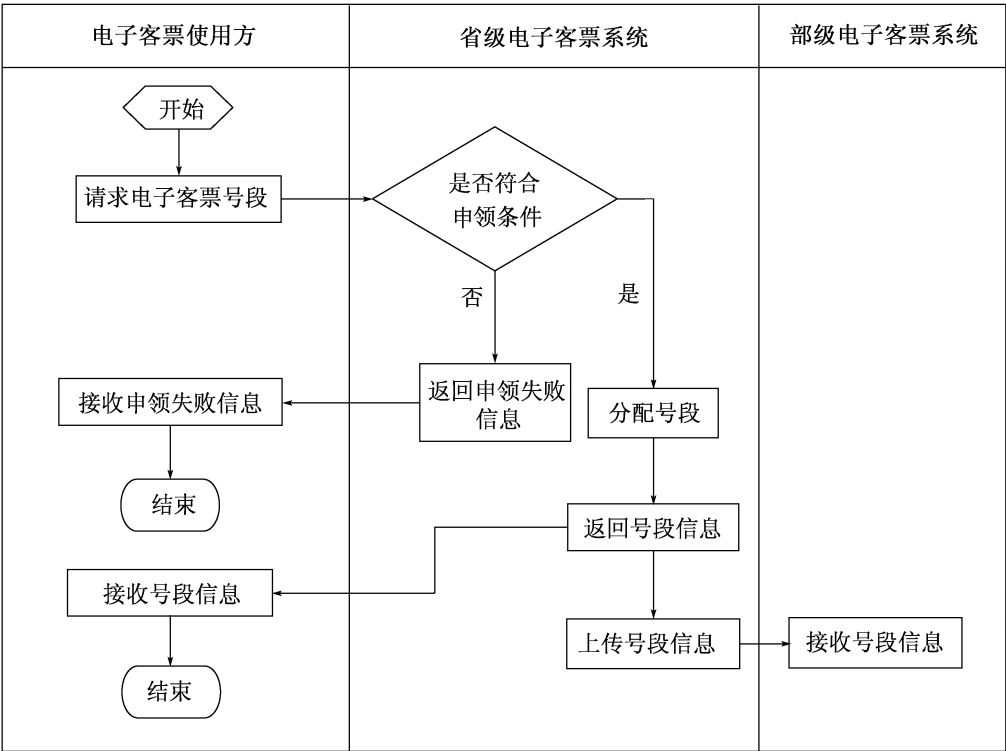 电子客票使用方
省级电子客票系统
部级电子客票系统
开始
请求电子客票号段
是否符合
申领条件
否
是
返回申领失败
信息
接收申领失败信息
分配号段
结束
返回号段信息
接收号段信息
上传号段信息
接收号段信息
结束